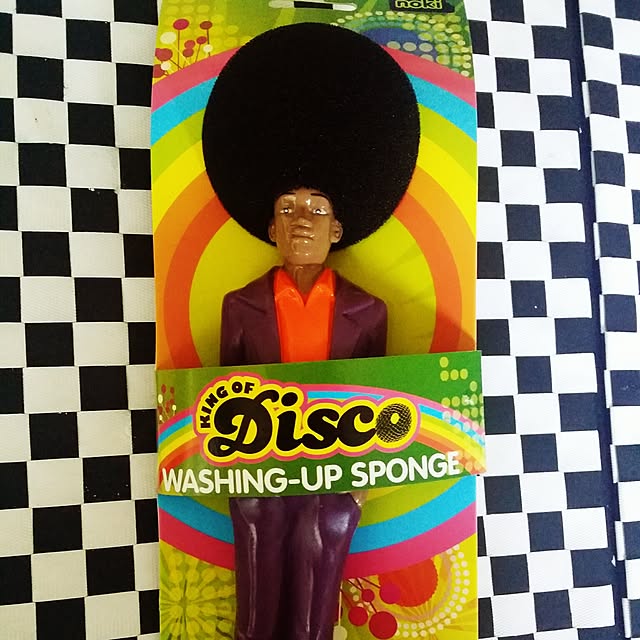 noki
KING OF
Disco
WASHING-UP SPONGE